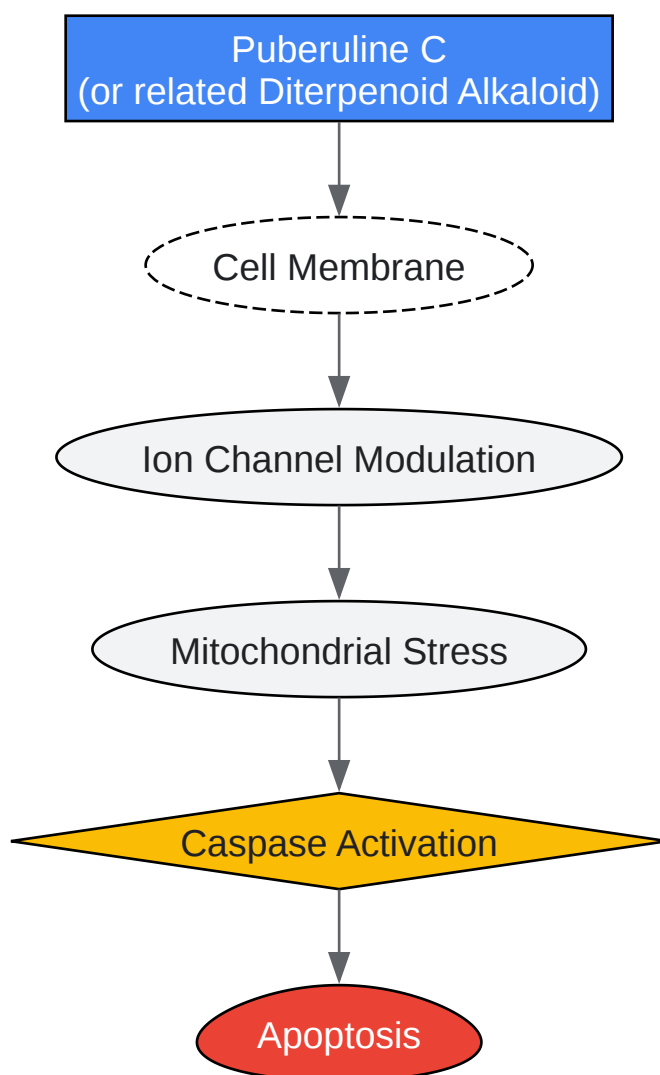 Puberuline C
(or related Diterpenoid Alkaloid)
Cell Membrane
Ion Channel Modulation
Mitochondrial Stress
Caspase Activation
Apoptosis